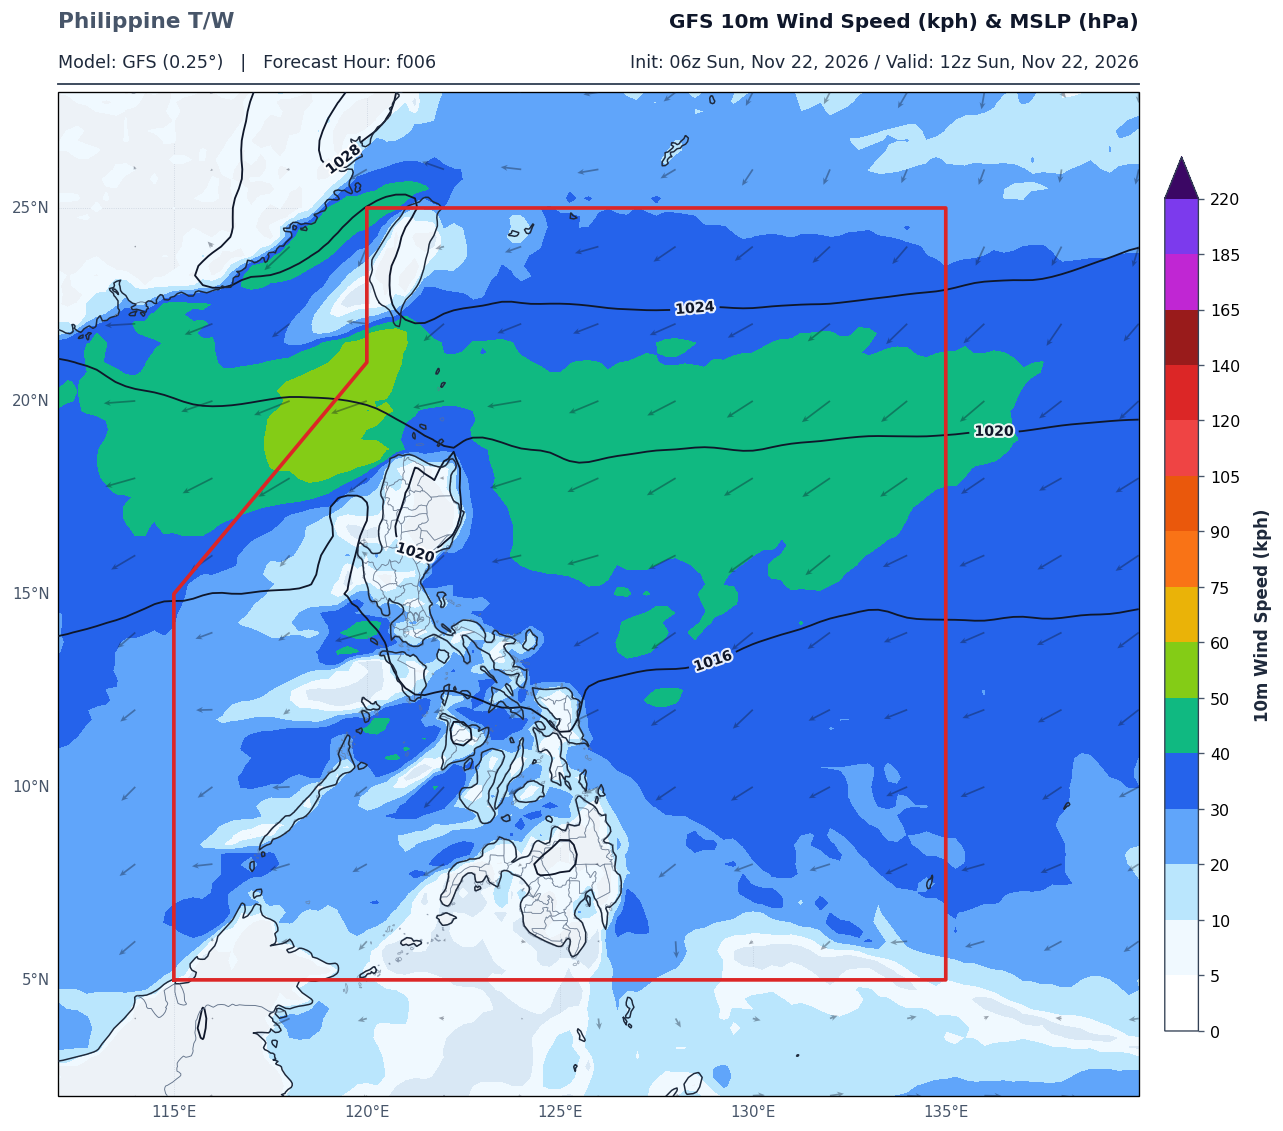 Philippine T/W
GFS 10m Wind Speed (kph) & MSLP (hPa)
Model: GFS (0.25°)   |   Forecast Hour: f006
Init: 06z Sun, Nov 22, 2026 / Valid: 12z Sun, Nov 22, 2026
1028
1024
1020
1020
1016
25°N
20°N
15°N
10°N
5°N
115°E
120°E
125°E
130°E
135°E
220
185
165
140
120
105
90
75
60
50
40
30
20
10
5
0
10m Wind Speed (kph)